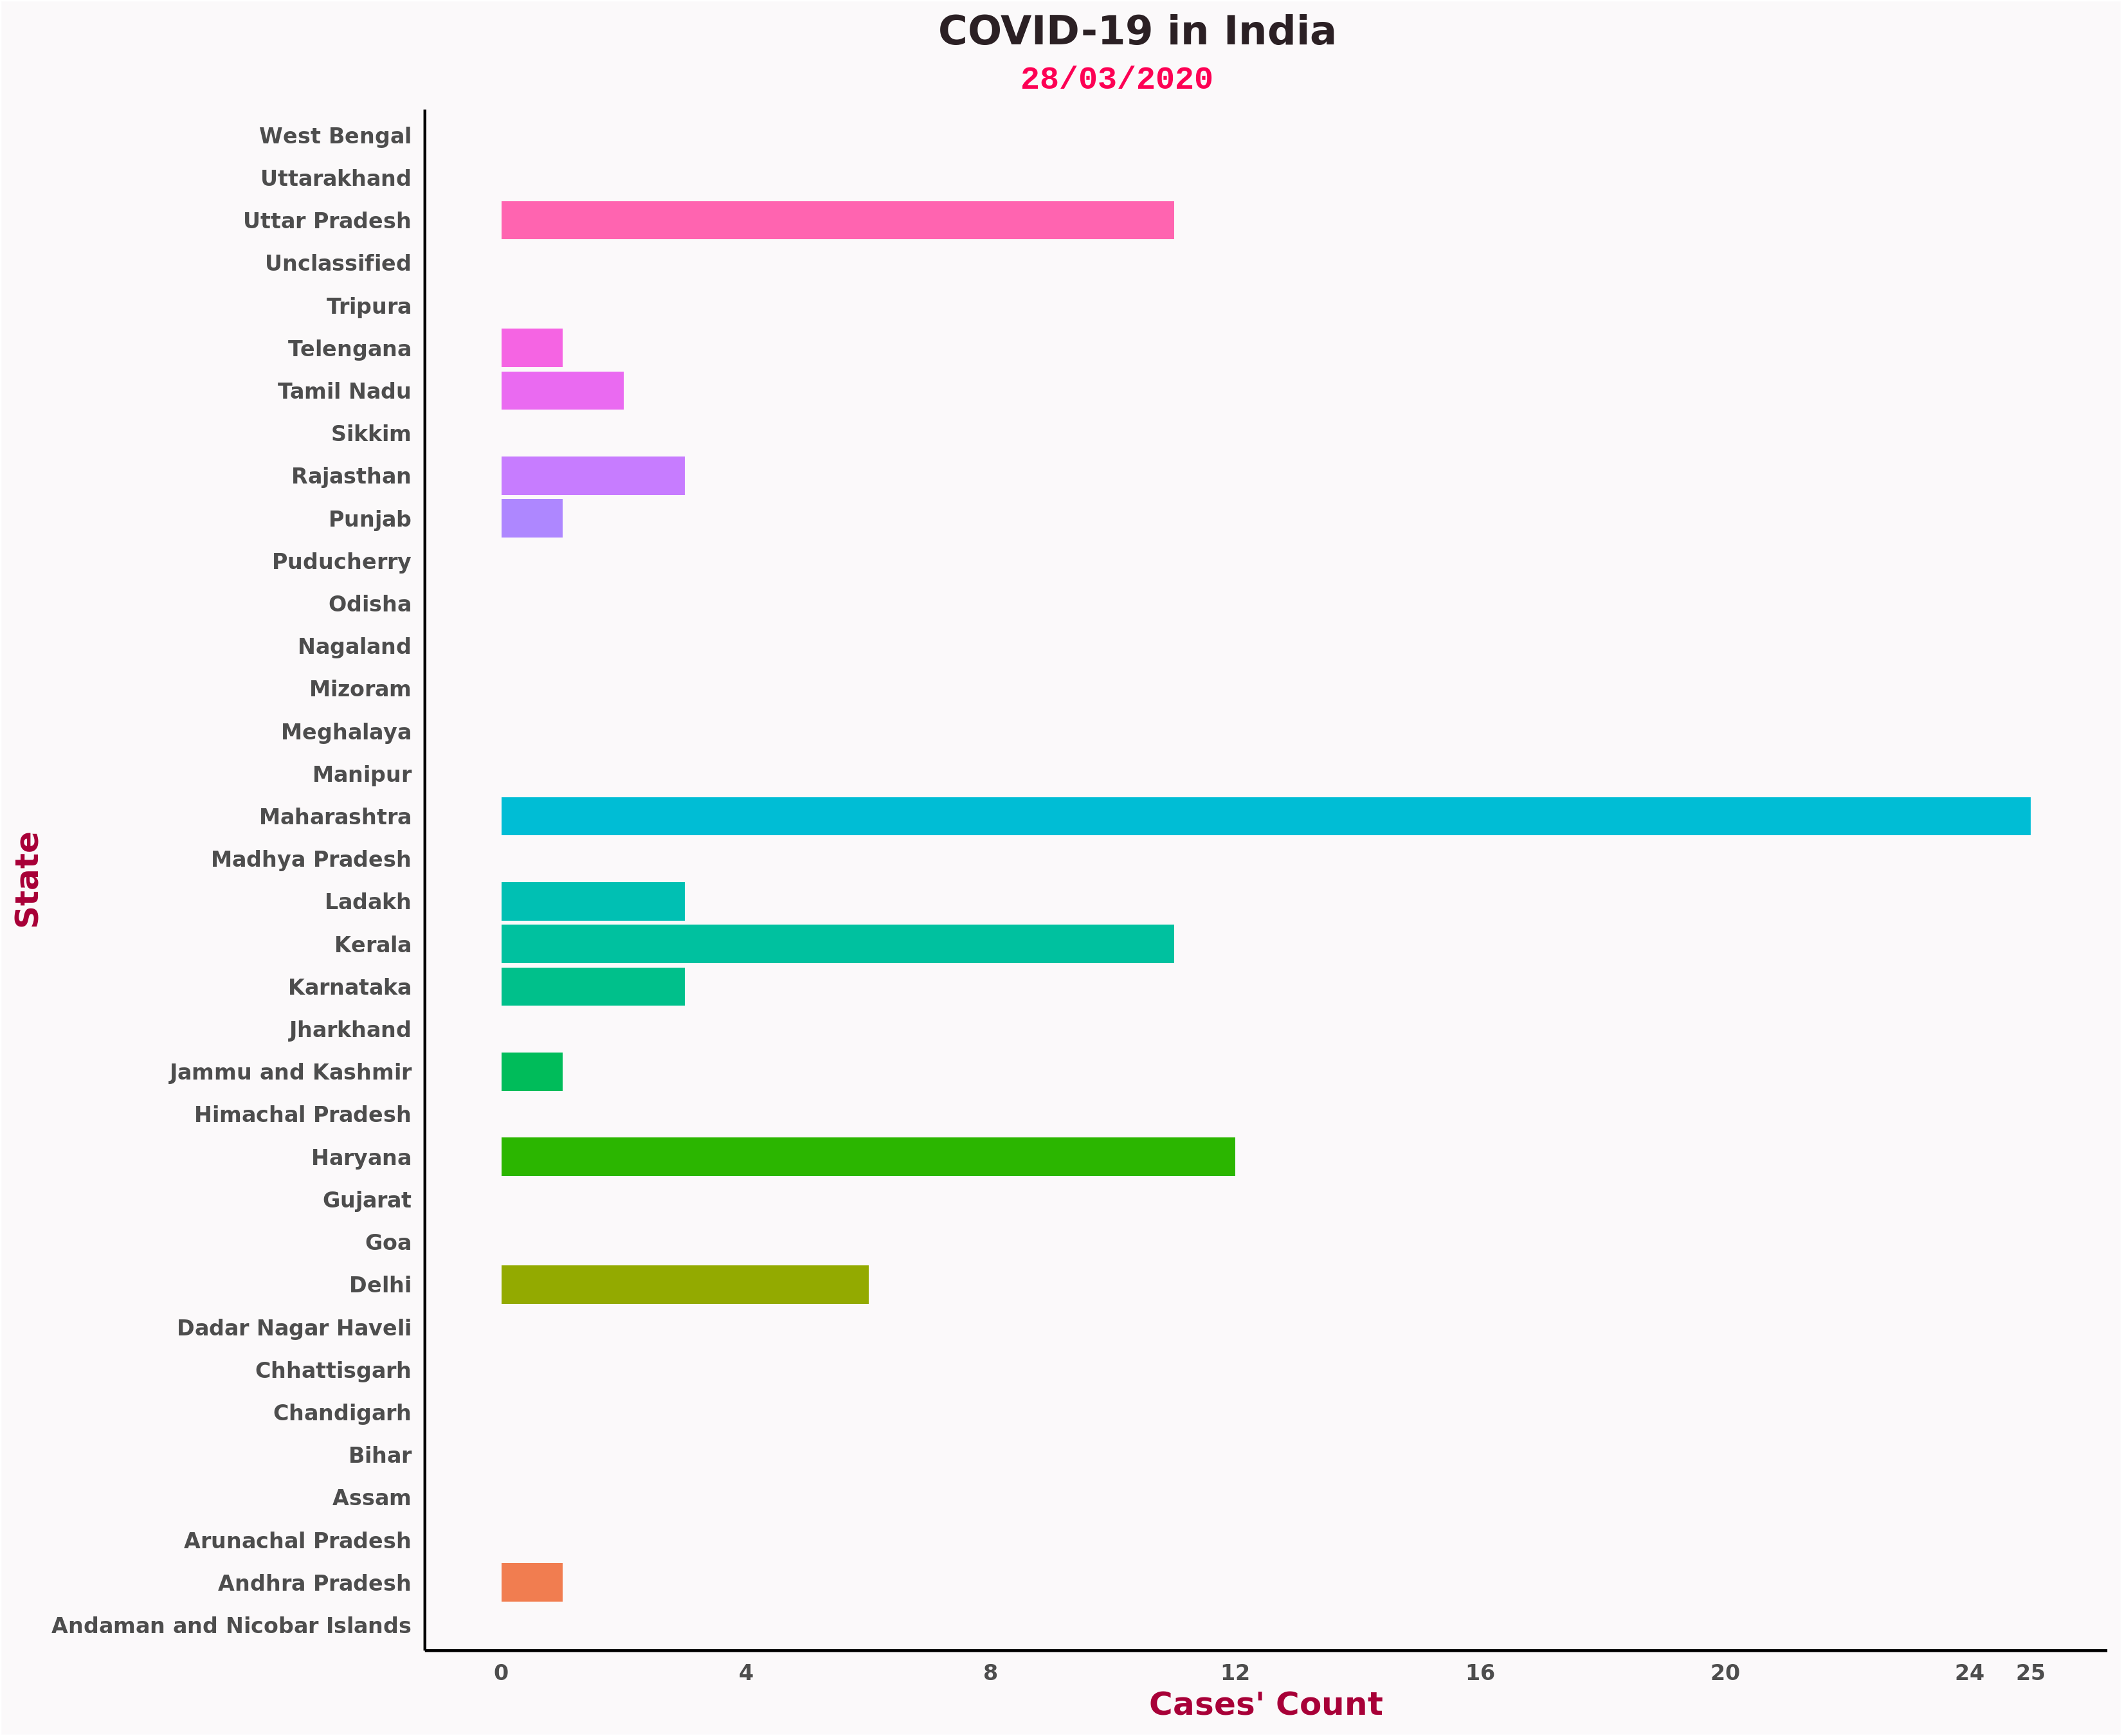 COVID-19 in India
28/03/2020
West Bengal
Uttarakhand
Uttar Pradesh
Unclassified
Tripura
Telengana
Tamil Nadu
Sikkim
Rajasthan
Punjab
Puducherry
Odisha
Nagaland
Mizoram
Meghalaya
Manipur
Maharashtra
Madhya Pradesh
Ladakh
Kerala
Karnataka
Jharkhand
Jammu and Kashmir
Himachal Pradesh
Haryana
Gujarat
Goa
Delhi
Dadar Nagar Haveli
Chhattisgarh
Chandigarh
Bihar
Assam
Arunachal Pradesh
Andhra Pradesh
Andaman and Nicobar Islands
State
0 4 8 12 16 20 24 25
Cases' Count